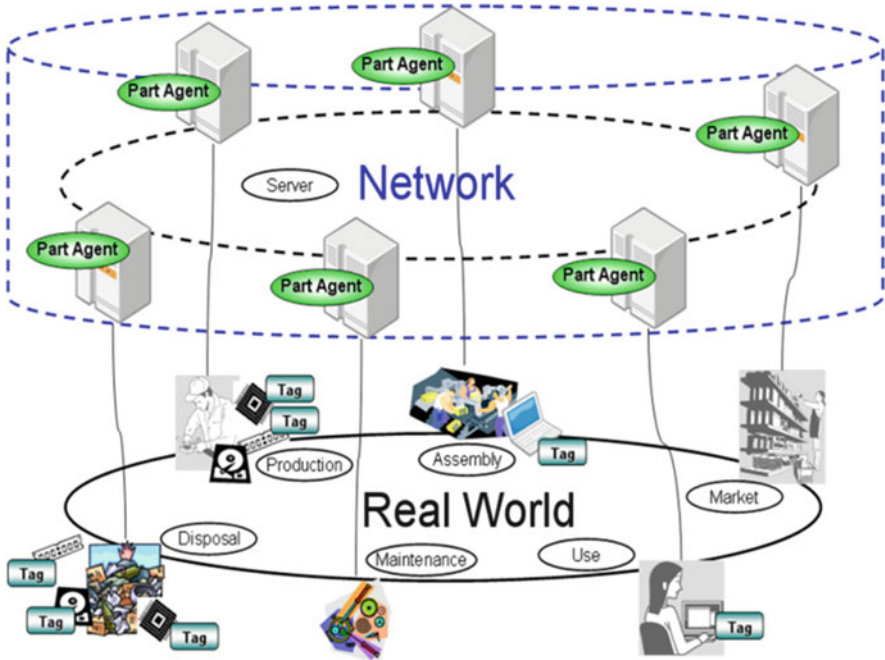 Part Agent
Part Agent
Part Agent
Server
Network
Part Agent
Part Agent
Part Agent
Tag
Tag
Production
Assembly
Tag
Real World
Market
Disposal
Maintenance
Use
Tag
Tag
Tag
Tag